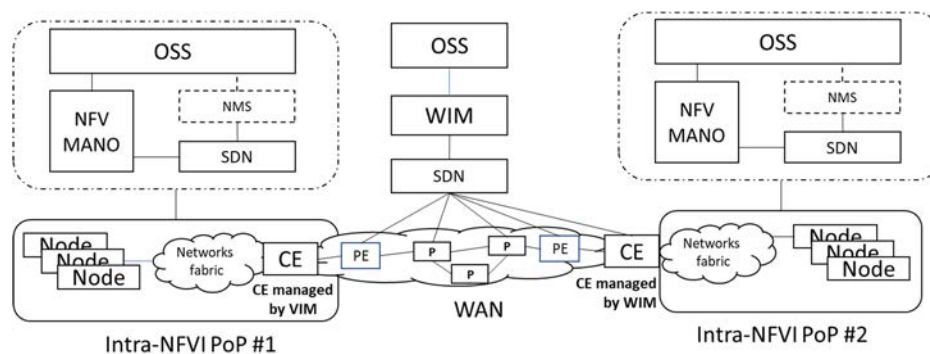 OSS
NMS
NFV
MANO
SDN
OSS
WIM
SDN
OSS
NMS
NFV
MANO
SDN
Node
Node
Node
Networks
fabric
CE
PE
P
P
P
PE
CE
Networks
fabric
Node
Node
Node
CE managed
by VIM
WAN
CE managed
by WIM
Intra-NFVI PoP #1
Intra-NFVI PoP #2